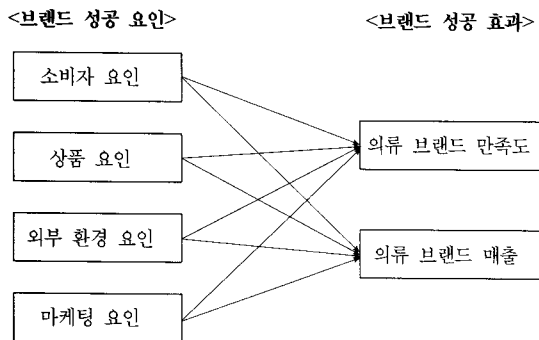 <브랜드 성공 요인>
<브랜드 성공 효과>
소비자 요인
상품 요인
외부 환경 요인
마케팅 요인
의류 브랜드 만족도
의류 브랜드 매출